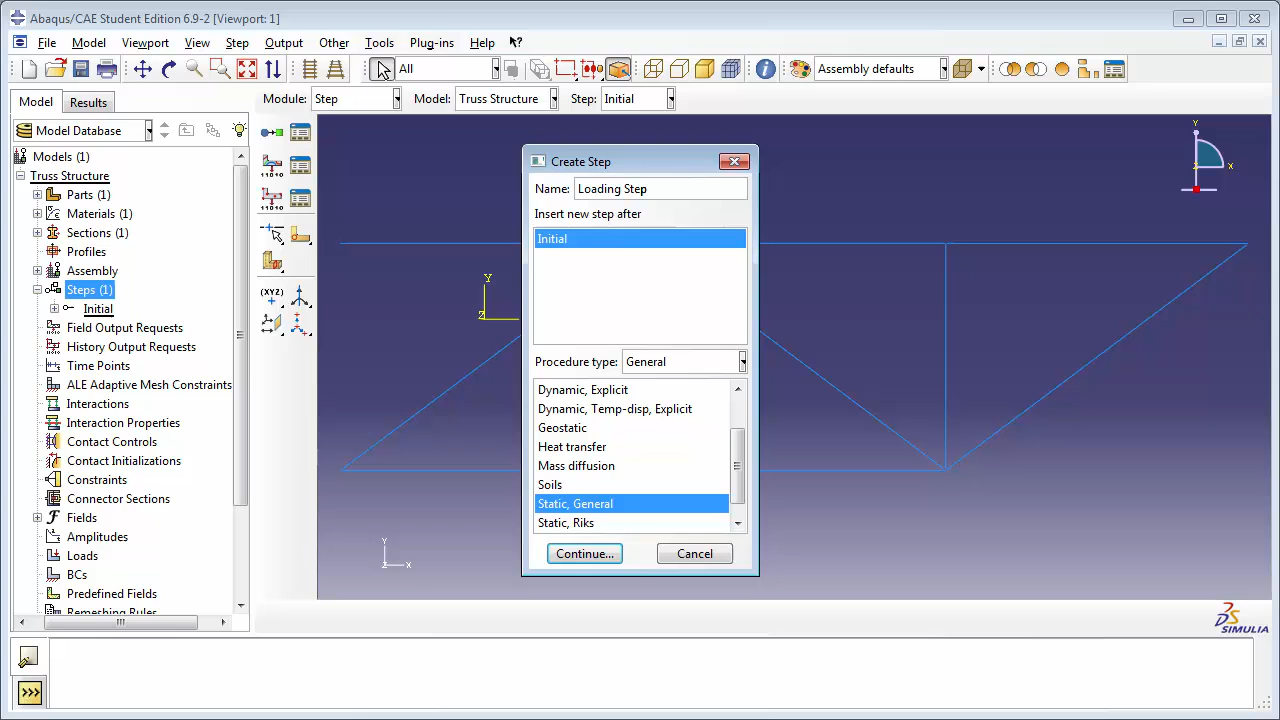 Abaqus/CAE Student Edition 6.9-2 [Viewport: 1]
File Model Viewport View Step Output Other Tools Plug-ins Help ?
All Assembly defaults
Model Results Module: Step Model: Truss Structure Step: Initial
Model Database
Models (1)
Truss Structure
Parts (1)
Materials (1)
Sections (1)
Profiles
Assembly
Steps (1)
Initial
Field Output Requests
History Output Requests
Time Points
ALE Adaptive Mesh Constraints
Interactions
Interaction Properties
Contact Controls
Contact Initializations
Constraints
Connector Sections
Fields
Amplitudes
Loads
BCs
Predefined Fields
Remeshing Rules
(XYZ)
Create Step
Name: Loading Step
Insert new step after
Initial
Procedure type: General
Dynamic, Explicit
Dynamic, Temp-disp, Explicit
Geostatic
Heat transfer
Mass diffusion
Soils
Static, General
Static, Riks
Continue... Cancel
Y
Z
Y
Z X
Y
Z X
SIMULIA
>>>